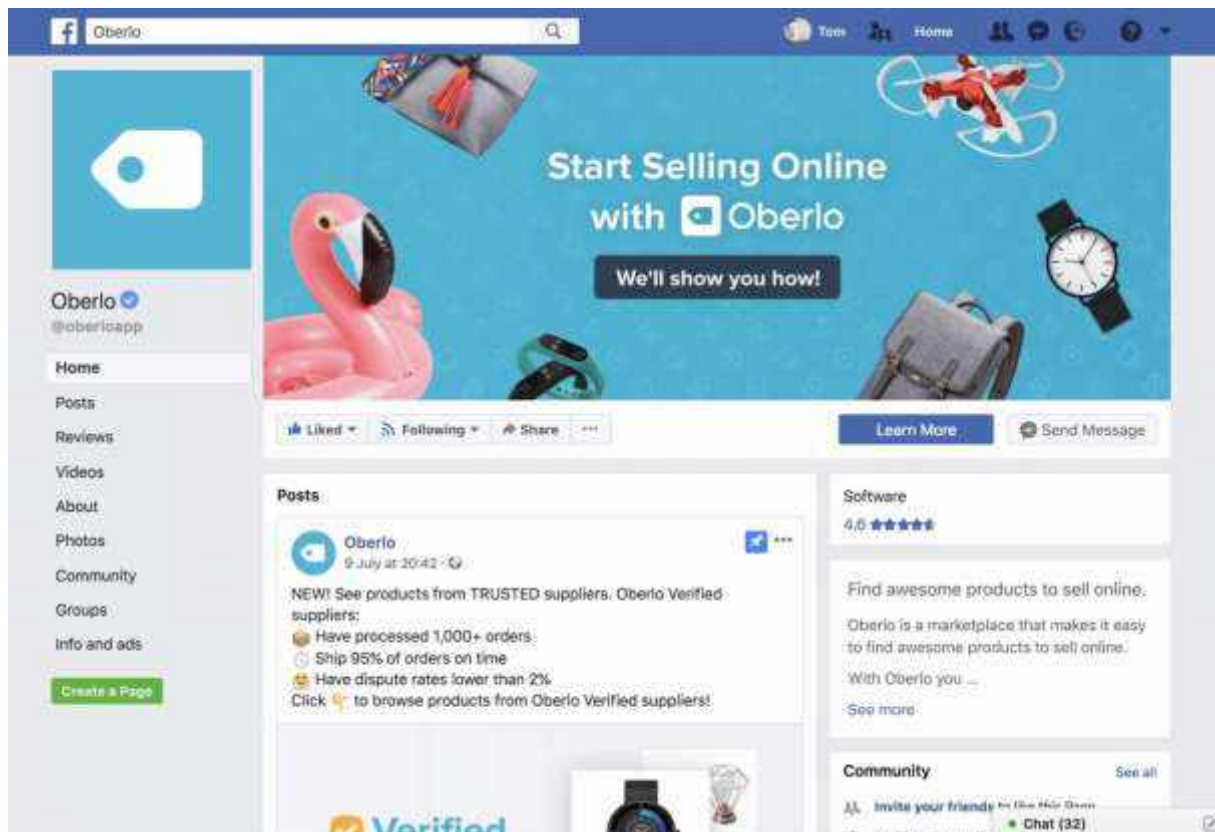 Oberlo
Tom
Home
Start Selling Online
with Oberlo
We'll show you how!
Oberlo
@oberloapp
Home
Posts
Reviews
Videos
About
Photos
Community
Groups
Info and ads
Create a Page
Liked
Following
Share
Learn More
Send Message
Posts
Oberlo
9 July at 20:42
NEW! See products from TRUSTED suppliers. Oberlo Verified
suppliers:
Have processed 1,000+ orders
Ship 95% of orders on time
Have dispute rates lower than 2%
Click 👇 to browse products from Oberlo Verified suppliers!
Verified
Software
4.6
Find awesome products to sell online.
Oberlo is a marketplace that makes it easy
to find awesome products to sell online.
With Oberlo you ...
See more
Community
See all
Invite your friends to like this Page
Chat (32)